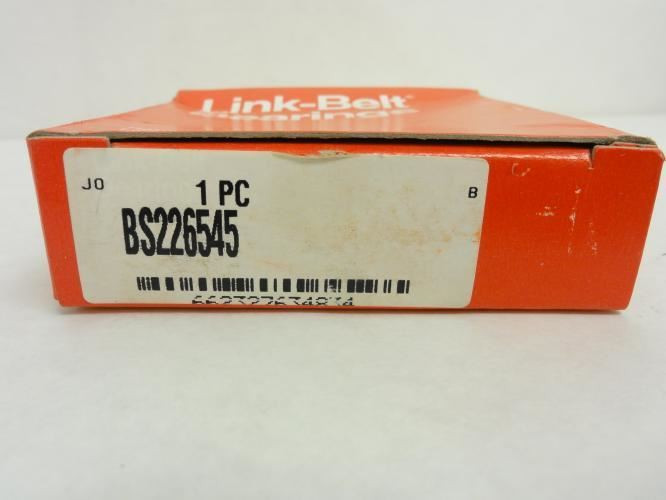 Link-Belt®
Bearings
JO
1 PC
B
BS226545
662327634834